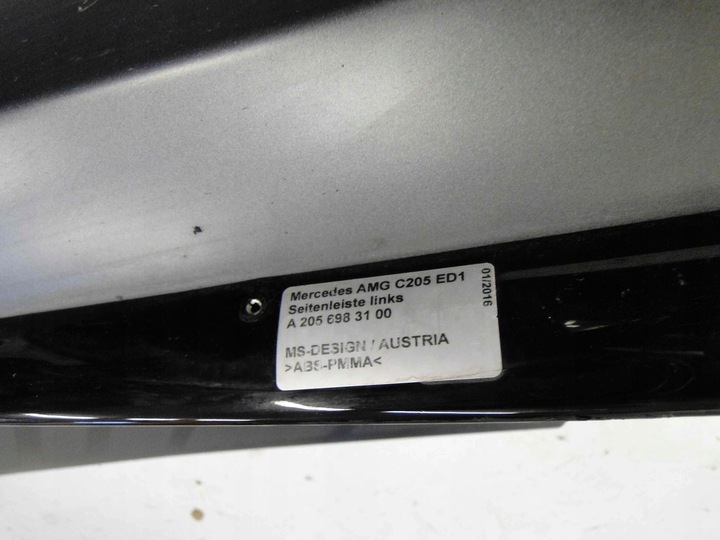 Mercedes AMG C205 ED1
Seitenleiste links
A 205 698 31 00
MS-DESIGN / AUSTRIA
>ABS-PMMA<
01/2016